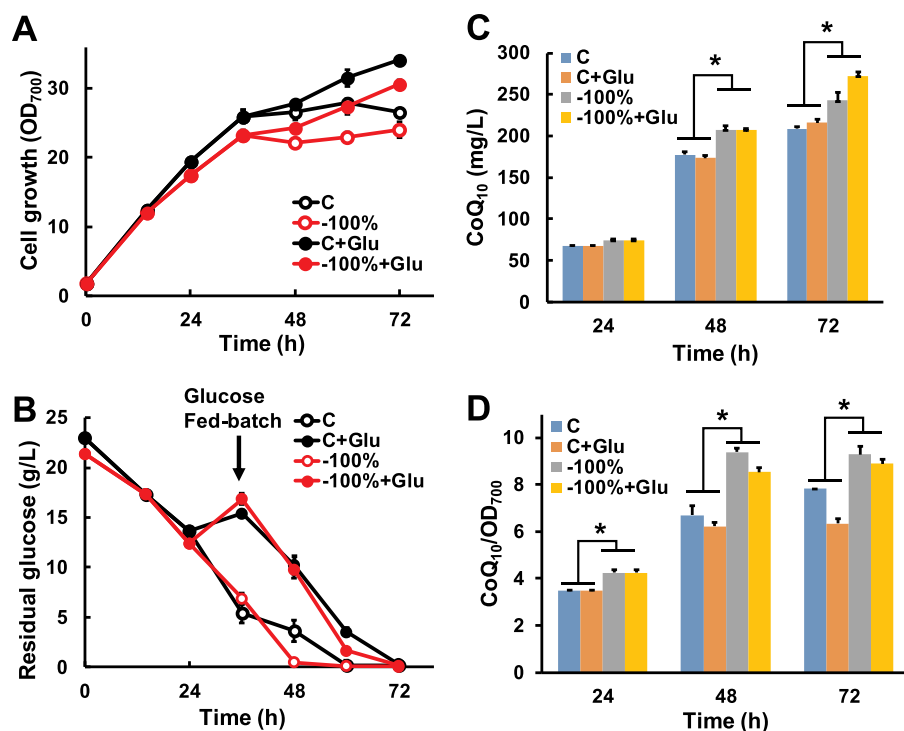 A
Cell growth (OD700)
30
20
10
0
0 24 48 72
Time (h)
C
-100%
C+Glu
-100%+Glu
B
Glucose
Fed-batch
Residual glucose (g/L)
25
20
15
10
5
0
0 24 48 72
Time (h)
C
C+Glu
-100%
-100%+Glu
C
CoQ10 (mg/L)
300
250
200
150
100
50
0
24 48 72
Time (h)
C
C+Glu
-100%
-100%+Glu
* *
D
CoQ10/OD700
10
8
6
4
2
0
24 48 72
Time (h)
C
C+Glu
-100%
-100%+Glu
* * *